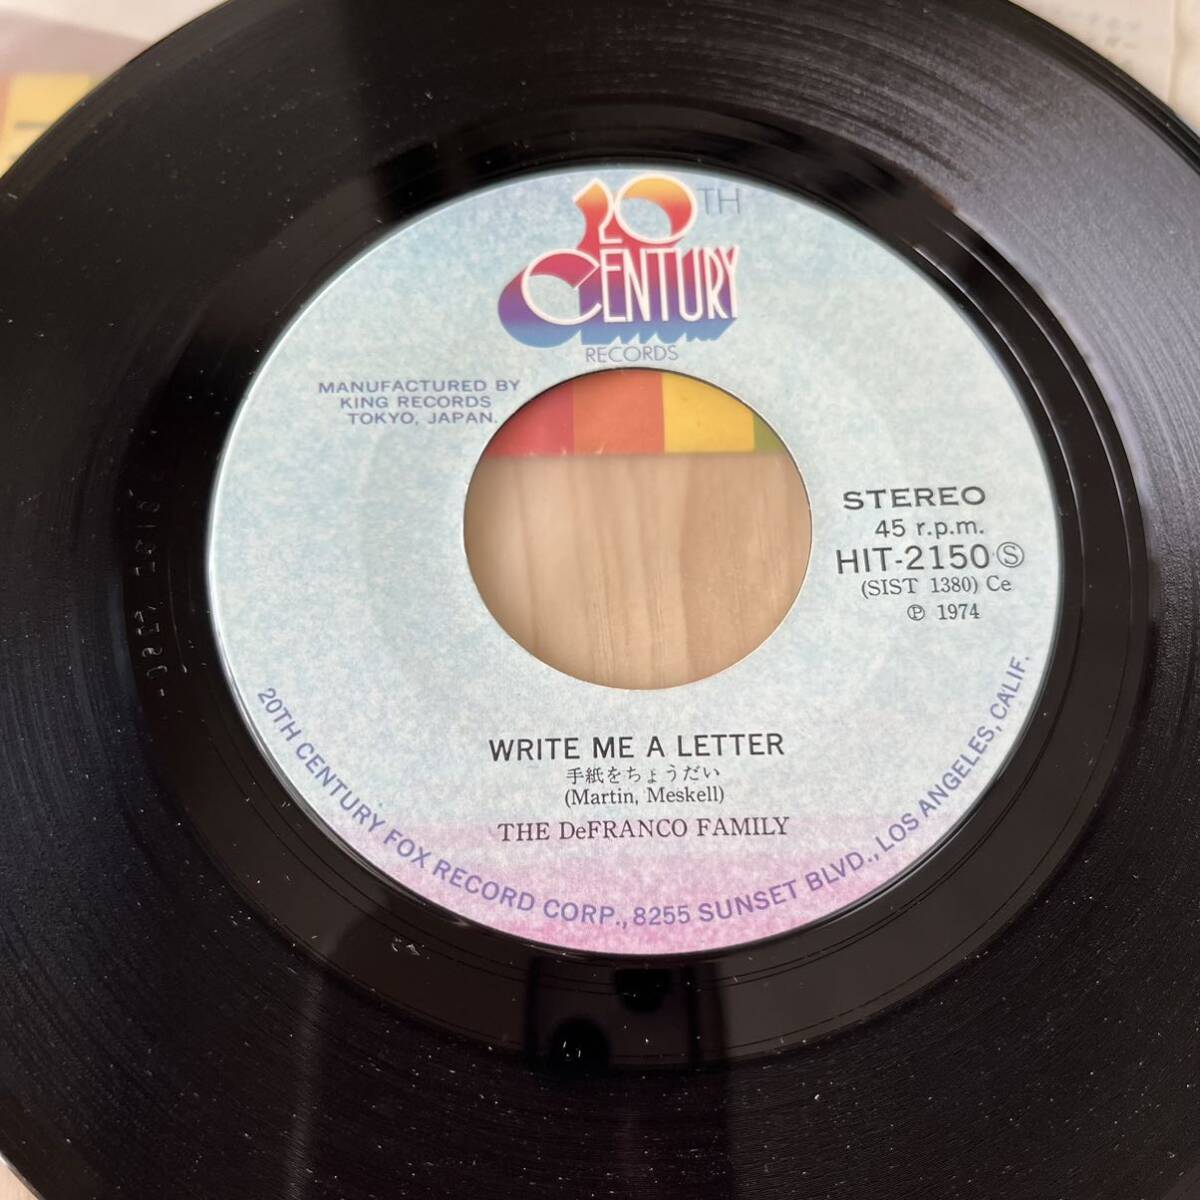 20TH
CENTURY
RECORDS
MANUFACTURED BY
KING RECORDS
TOKYO, JAPAN.
STEREO
45 r.p.m.
HIT-2150 Ⓢ
(SIST 1380) Ce
Ⓟ 1974
WRITE ME A LETTER
手紙をちょうだい
(Martin, Meskell)
THE DeFRANCO FAMILY
20TH CENTURY FOX RECORD CORP., 8255 SUNSET BLVD., LOS ANGELES, CALIF.